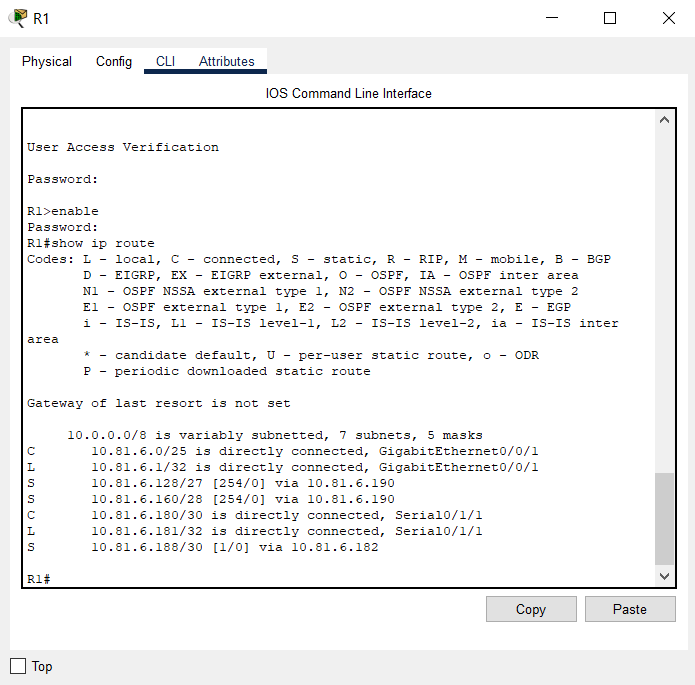 R1
Physical Config CLI Attributes
IOS Command Line Interface
User Access Verification
Password:
R1>enable
Password:
R1#show ip route
Codes: L - local, C - connected, S - static, R - RIP, M - mobile, B - BGP
       D - EIGRP, EX - EIGRP external, O - OSPF, IA - OSPF inter area
       N1 - OSPF NSSA external type 1, N2 - OSPF NSSA external type 2
       E1 - OSPF external type 1, E2 - OSPF external type 2, E - EGP
       i - IS-IS, L1 - IS-IS level-1, L2 - IS-IS level-2, ia - IS-IS inter
area
       * - candidate default, U - per-user static route, o - ODR
       P - periodic downloaded static route
Gateway of last resort is not set
     10.0.0.0/8 is variably subnetted, 7 subnets, 5 masks
C       10.81.6.0/25 is directly connected, GigabitEthernet0/0/1
L       10.81.6.1/32 is directly connected, GigabitEthernet0/0/1
S       10.81.6.128/27 [254/0] via 10.81.6.190
S       10.81.6.160/28 [254/0] via 10.81.6.190
C       10.81.6.180/30 is directly connected, Serial0/1/1
L       10.81.6.181/32 is directly connected, Serial0/1/1
S       10.81.6.188/30 [1/0] via 10.81.6.182
R1#
Copy Paste
Top